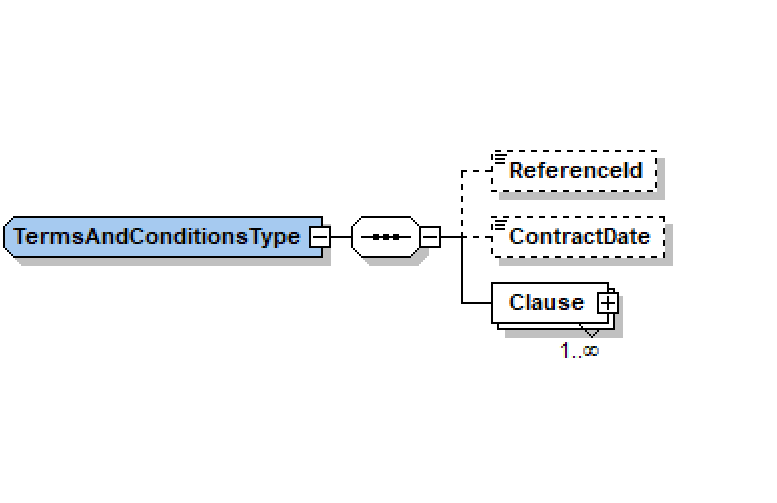 ReferenceId
TermsAndConditionsType
ContractDate
Clause
1..∞